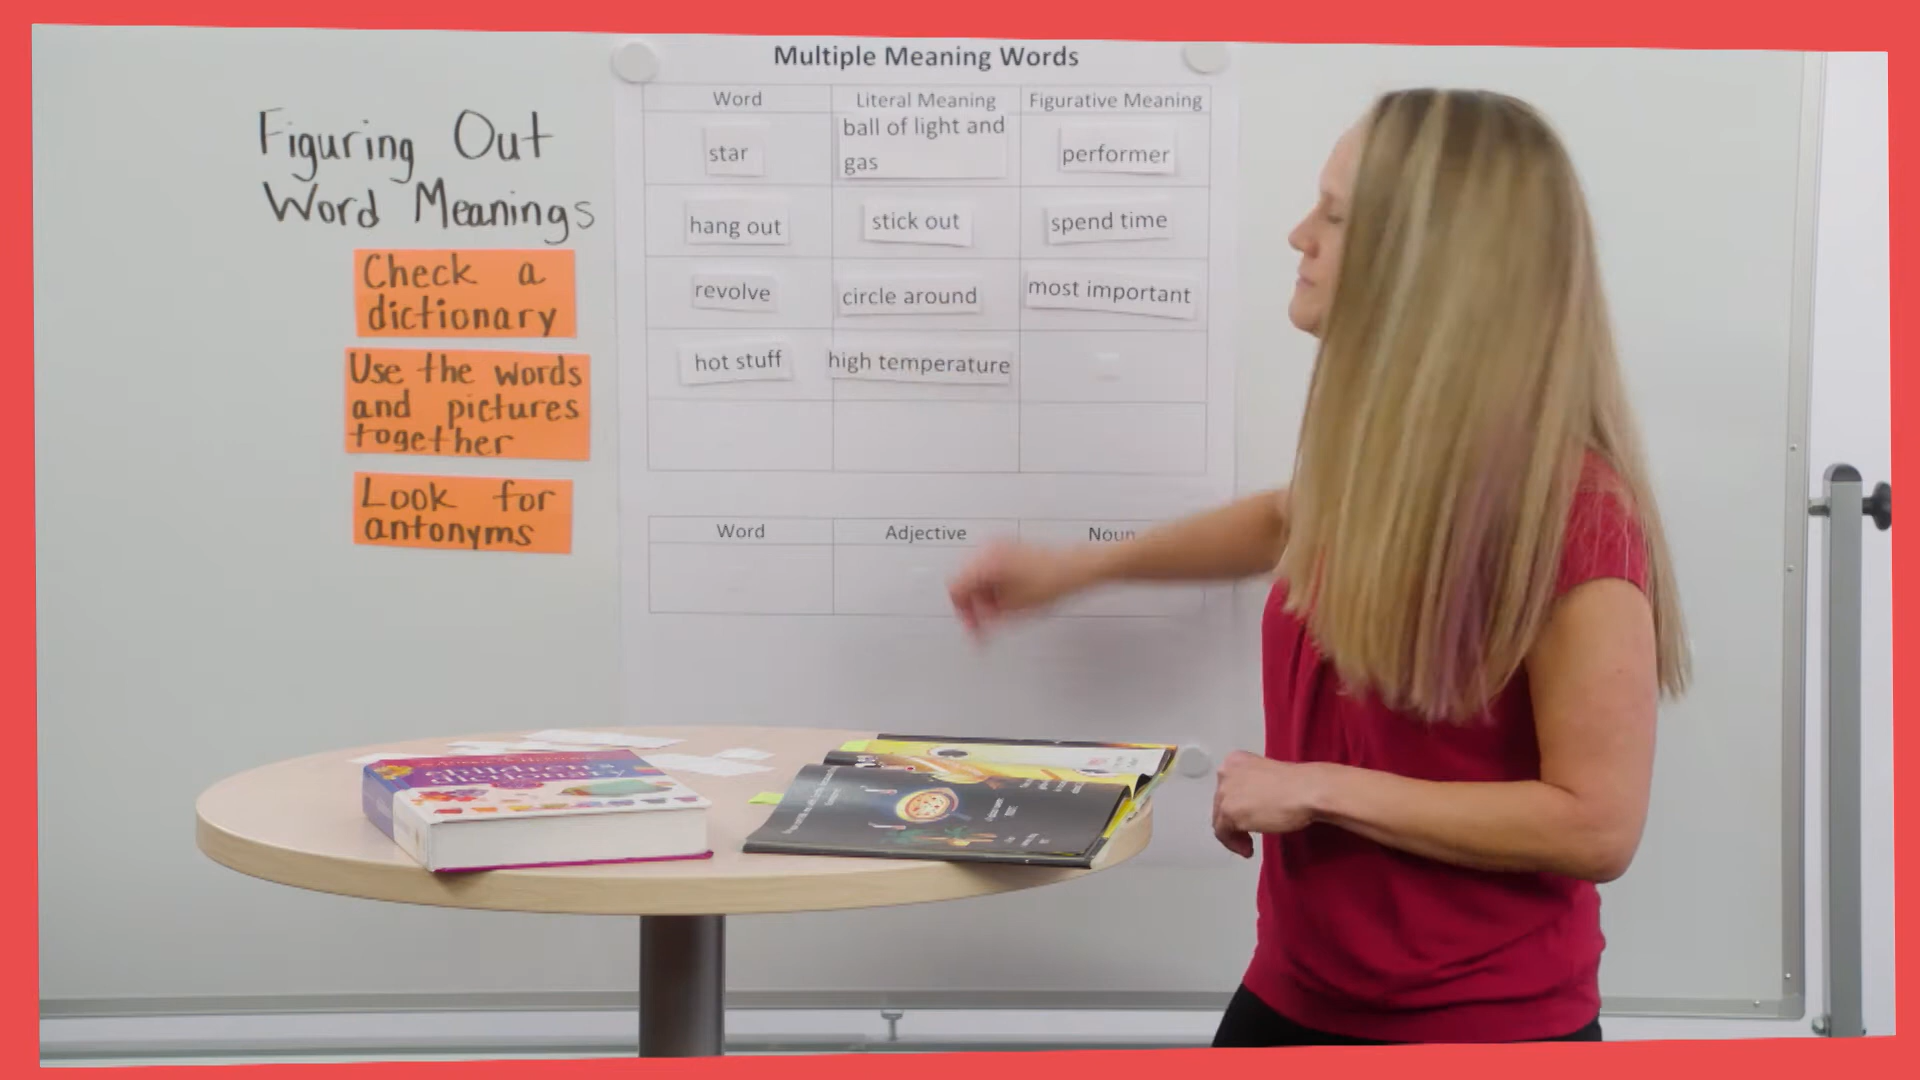 Figuring Out
Word Meanings
Check a
dictionary
Use the words
and pictures
together
Look for
antonyms
Multiple Meaning Words
Word Literal Meaning Figurative Meaning
star ball of light and
gas performer
hang out stick out spend time
revolve circle around most important
hot stuff high temperature
Word Adjective Noun
children's
dictionary